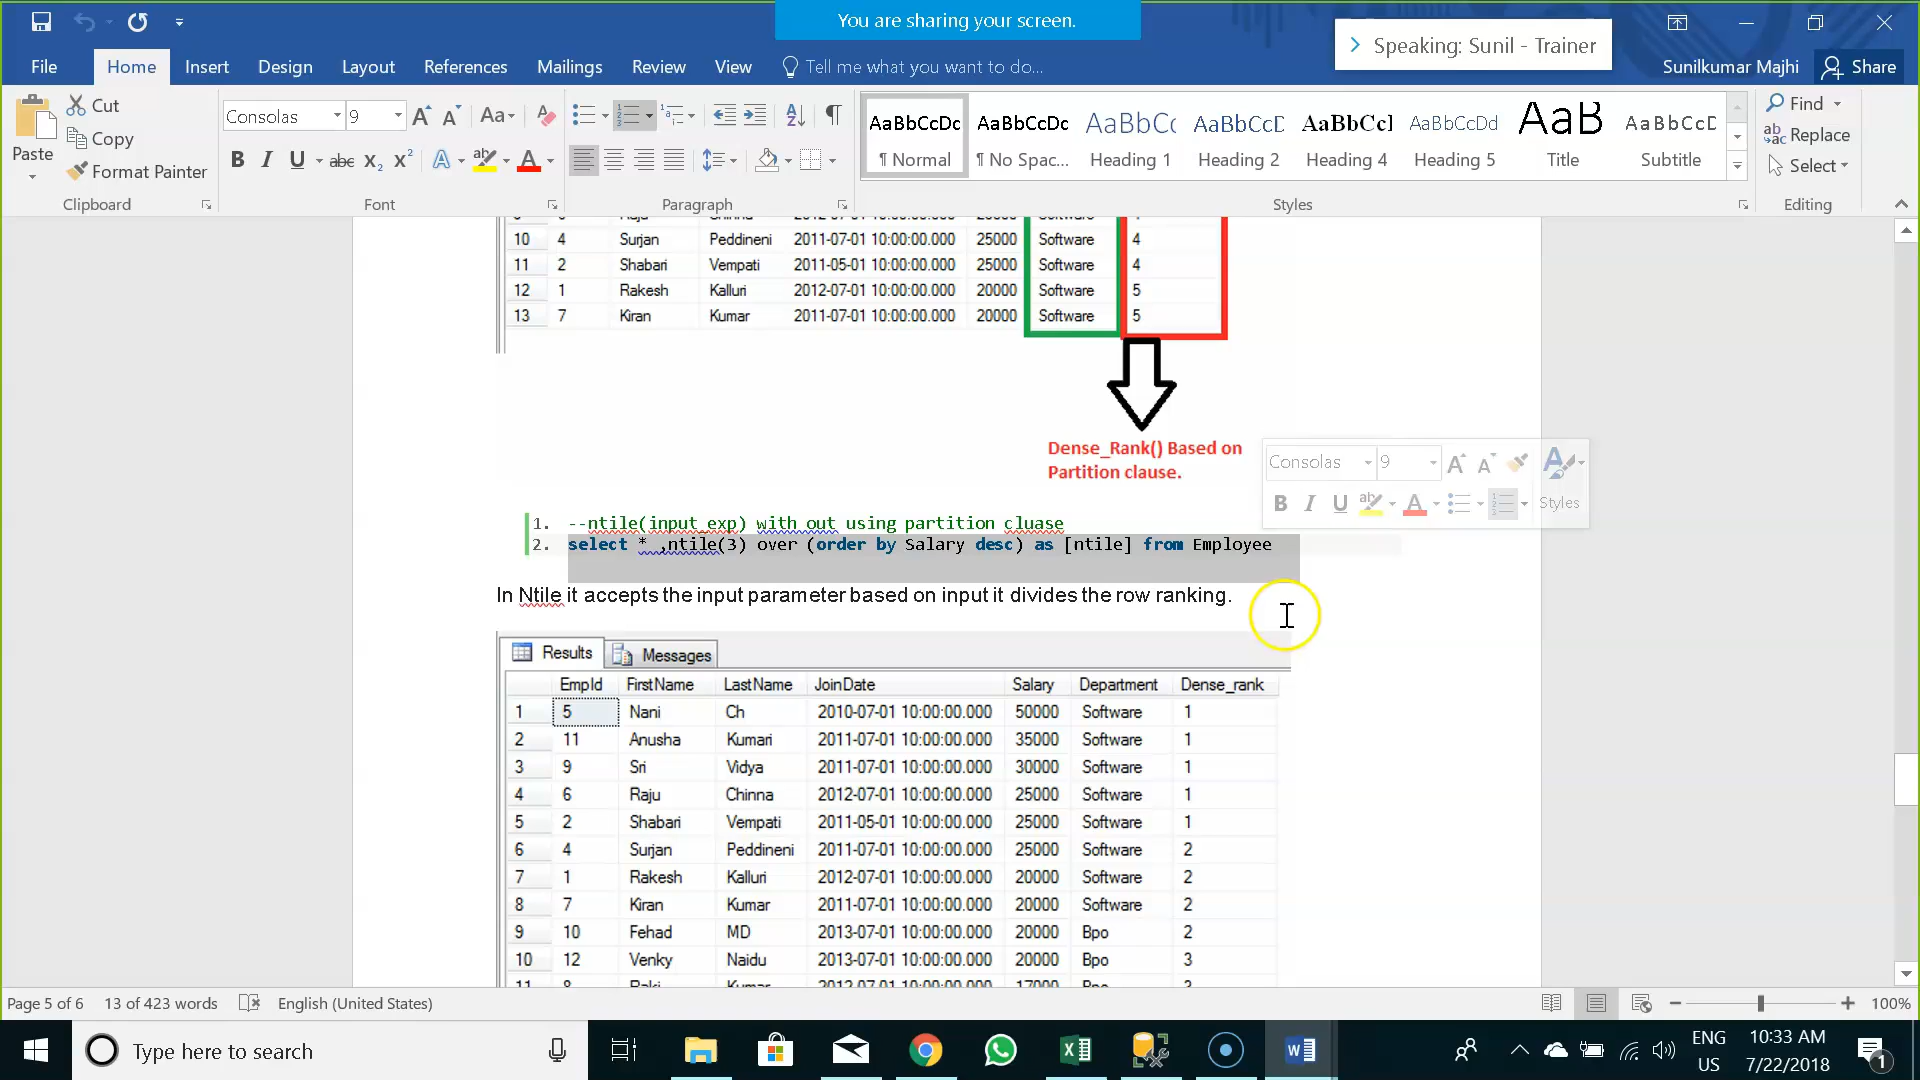 You are sharing your screen.
Speaking: Sunil - Trainer
File Home Insert Design Layout References Mailings Review View Tell me what you want to do... Sunilkumar Majhi Share
Paste Cut Copy Format Painter
Consolas 9
AaBbCcDc AaBbCcDc AaBbCc AaBbCcD AaBbCcI AaBbCcDd AaB AaBbCcD
¶ Normal ¶ No Spac... Heading 1 Heading 2 Heading 4 Heading 5 Title Subtitle
Find Replace Select
Clipboard Font Paragraph Styles Editing
10 4 Surjan Peddineni 2011-07-01 10:00:00.000 25000 Software 4
11 2 Shabari Vempati 2011-05-01 10:00:00.000 25000 Software 4
12 1 Rakesh Kalluri 2012-07-01 10:00:00.000 20000 Software 5
13 7 Kiran Kumar 2011-07-01 10:00:00.000 20000 Software 5
Dense_Rank() Based on
Partition clause.
Consolas 9
Styles
1. --ntile(input_exp) with out using partition cluase
2. select * ,ntile(3) over (order by Salary desc) as [ntile] from Employee
In Ntile it accepts the input parameter based on input it divides the row ranking.
Results Messages
EmpId FirstName LastName JoinDate Salary Department Dense_rank
1 5 Nani Ch 2010-07-01 10:00:00.000 50000 Software 1
2 11 Anusha Kumari 2011-07-01 10:00:00.000 35000 Software 1
3 9 Sri Vidya 2011-07-01 10:00:00.000 30000 Software 1
4 6 Raju Chinna 2012-07-01 10:00:00.000 25000 Software 1
5 2 Shabari Vempati 2011-05-01 10:00:00.000 25000 Software 1
6 4 Surjan Peddineni 2011-07-01 10:00:00.000 25000 Software 2
7 1 Rakesh Kalluri 2012-07-01 10:00:00.000 20000 Software 2
8 7 Kiran Kumar 2011-07-01 10:00:00.000 20000 Software 2
9 10 Fehad MD 2013-07-01 10:00:00.000 20000 Bpo 2
10 12 Venky Naidu 2013-07-01 10:00:00.000 20000 Bpo 3
Page 5 of 6 13 of 423 words English (United States) 100%
Type here to search
ENG 10:33 AM
US 7/22/2018 1